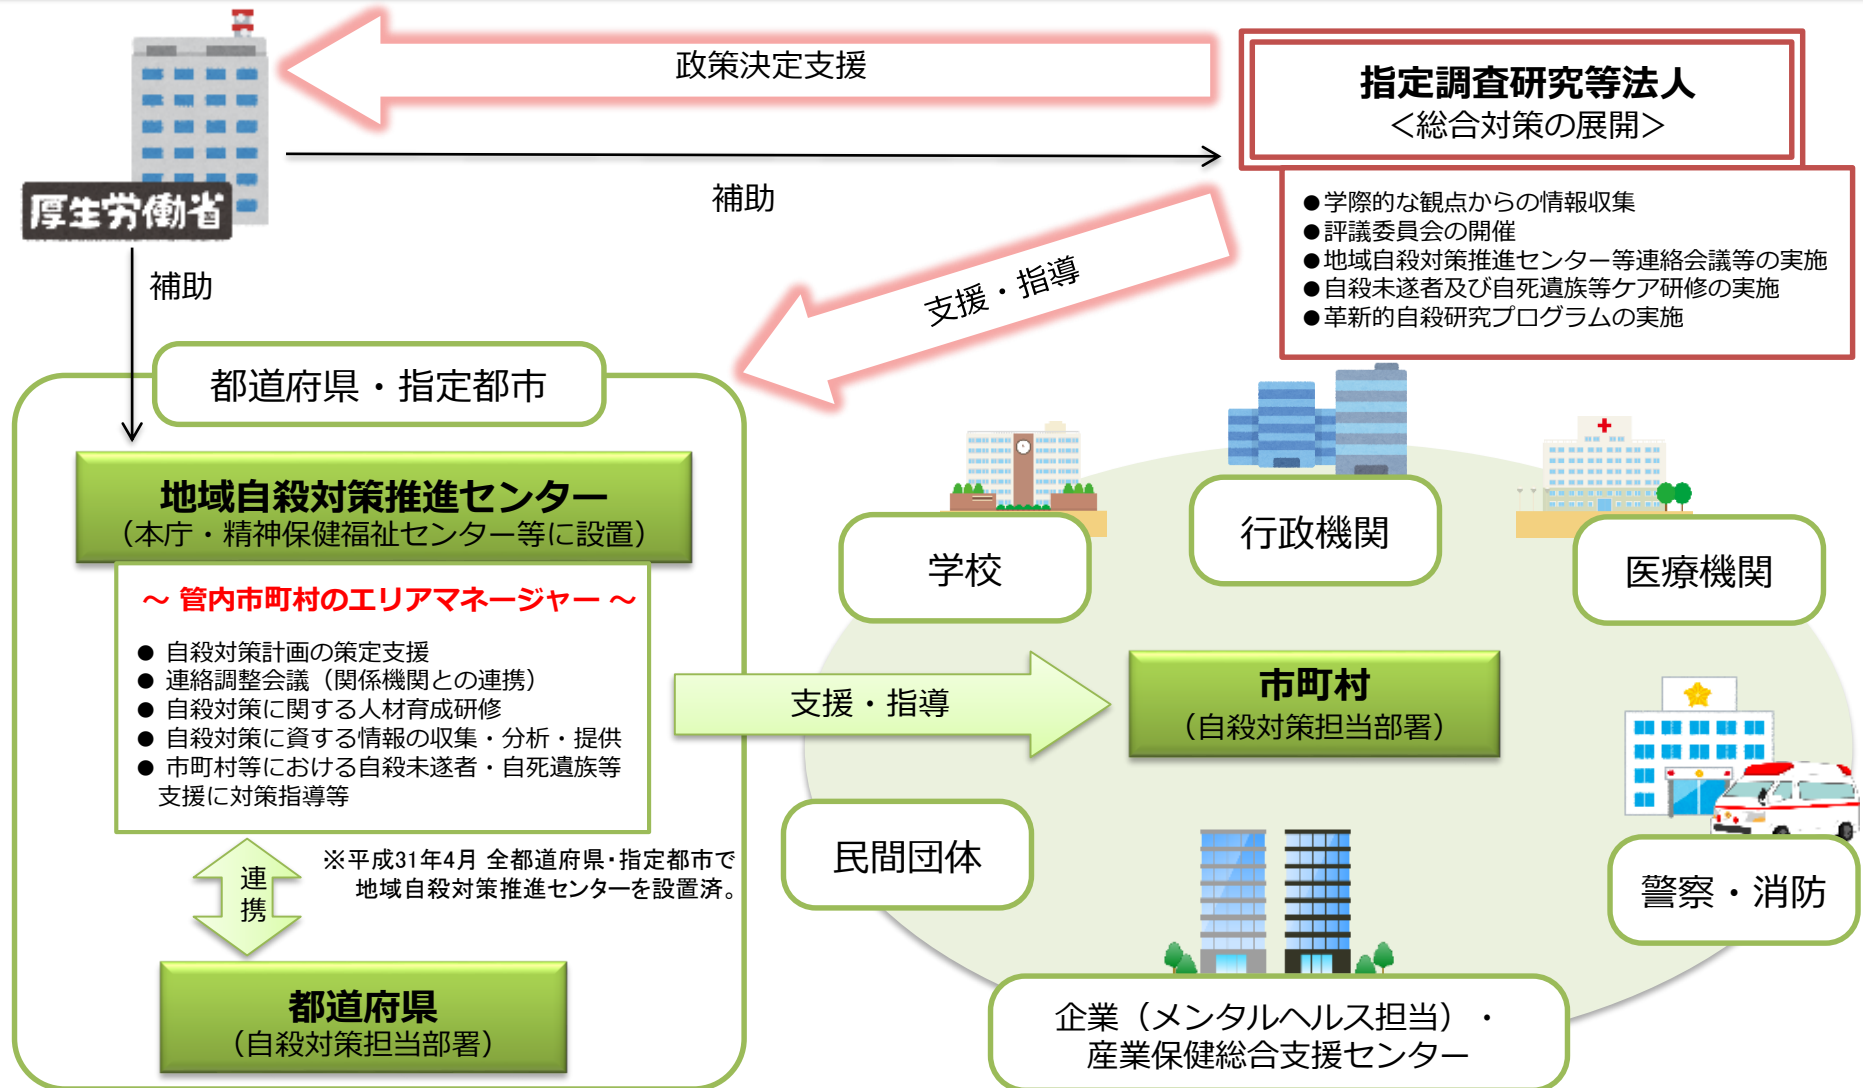 政策決定支援
指定調査研究等法人
＜総合対策の展開＞
厚生労働省
補助
●学際的な観点からの情報収集
●評議委員会の開催
●地域自殺対策推進センター等連絡会議等の実施
●自殺未遂者及び自死遺族等ケア研修の実施
●革新的自殺研究プログラムの実施
補助
支援・指導
都道府県・指定都市
地域自殺対策推進センター
（本庁・精神保健福祉センター等に設置）
～ 管内市町村のエリアマネージャー ～
● 自殺対策計画の策定支援
● 連絡調整会議（関係機関との連携）
● 自殺対策に関する人材育成研修
● 自殺対策に資する情報の収集・分析・提供
● 市町村等における自殺未遂者・自死遺族等
支援に対策指導等
連携
※平成31年4月 全都道府県・指定都市で
地域自殺対策推進センターを設置済。
都道府県
（自殺対策担当部署）
支援・指導
学校
行政機関
医療機関
市町村
（自殺対策担当部署）
民間団体
警察・消防
企業（メンタルヘルス担当）・
産業保健総合支援センター